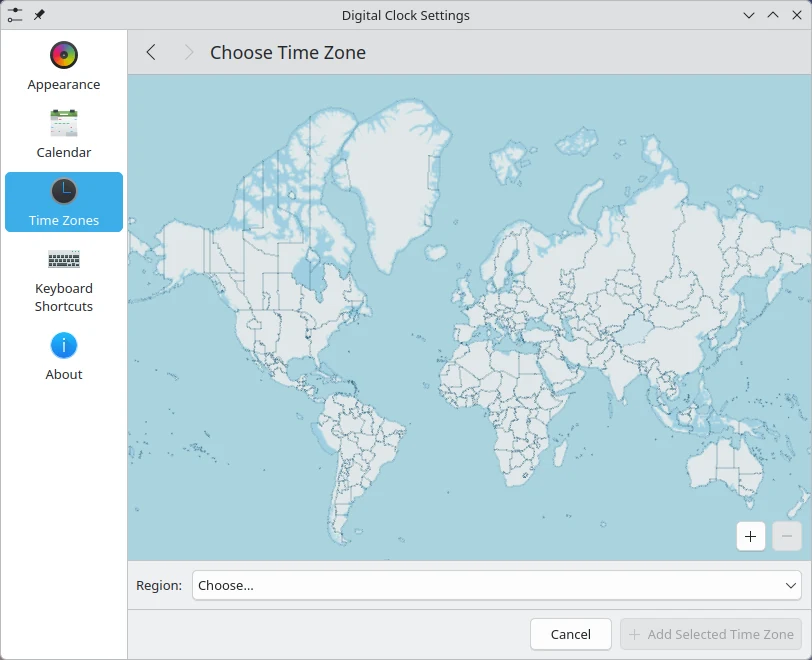 Digital Clock Settings
Appearance
Calendar
Time Zones
Keyboard
Shortcuts
About
Choose Time Zone
Region:
Choose...
Cancel
Add Selected Time Zone